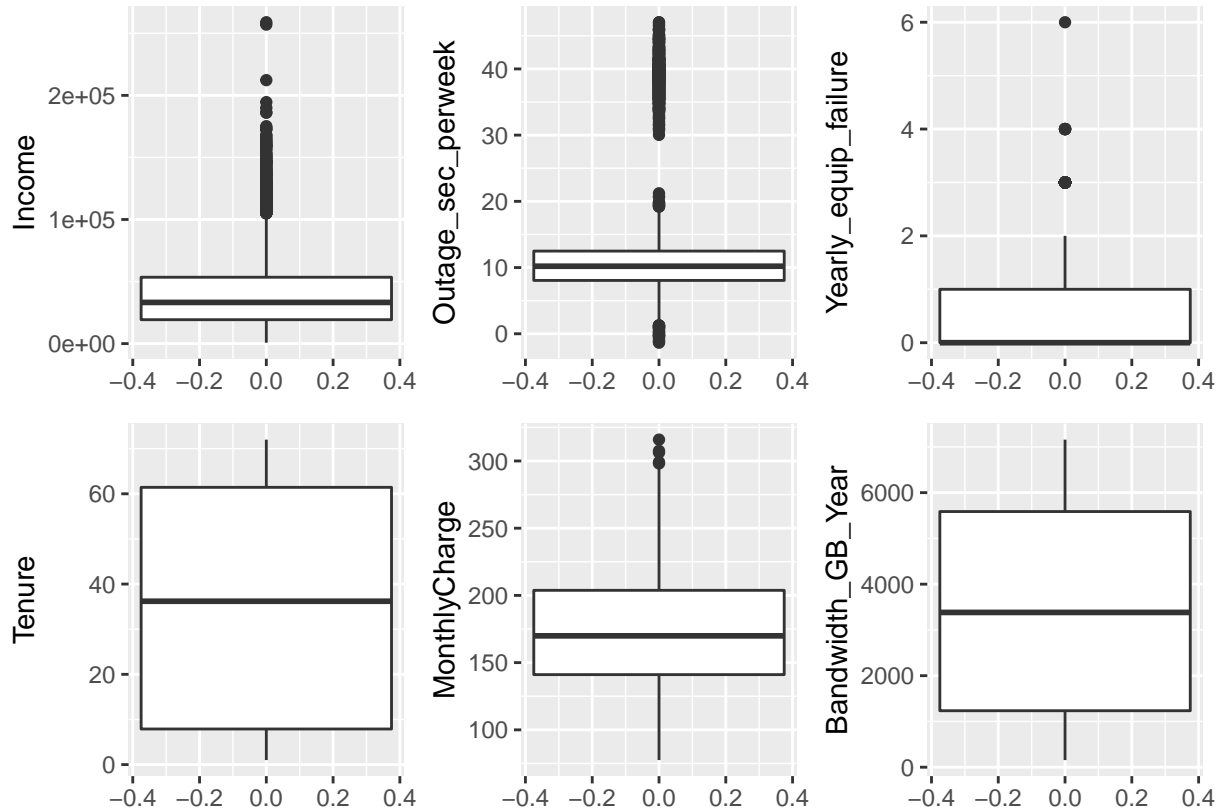 Income
2e+05
1e+05
0e+00
−0.4 −0.2 0.0 0.2 0.4
Outage_sec_perweek
40
30
20
10
0
−0.4 −0.2 0.0 0.2 0.4
Yearly_equip_failure
6
4
2
0
−0.4 −0.2 0.0 0.2 0.4
Tenure
60
40
20
0
−0.4 −0.2 0.0 0.2 0.4
MonthlyCharge
300
250
200
150
100
−0.4 −0.2 0.0 0.2 0.4
Bandwidth_GB_Year
6000
4000
2000
0
−0.4 −0.2 0.0 0.2 0.4